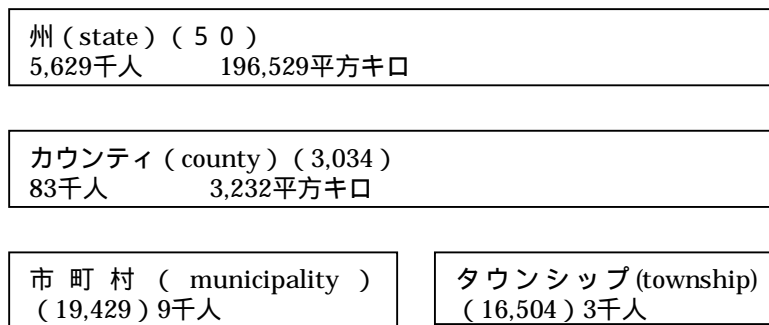 州（state）（５０）
5,629千人　　196,529平方キロ
カウンティ（county）（3,034）
83千人　　3,232平方キロ
市 町 村 （ municipality ）
（19,429）9千人
タウンシップ(township)
（16,504）3千人